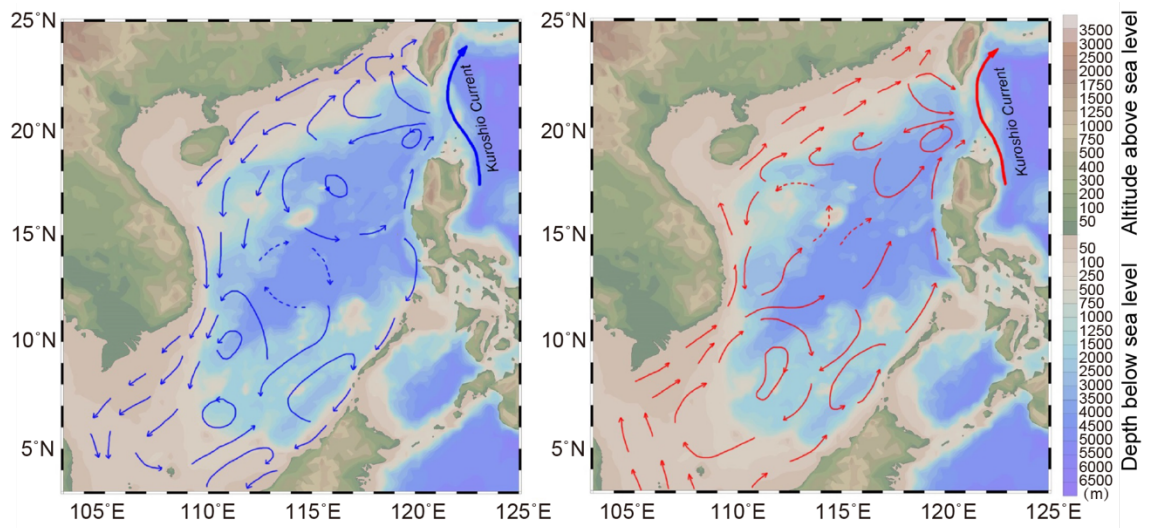 25°N
20°N
15°N
10°N
5°N
105°E
110°E
115°E
120°E
125°E
Kuroshio Current
25°N
20°N
15°N
10°N
5°N
105°E
110°E
115°E
120°E
125°E
Kuroshio Current
3500
3000
2500
2000
1750
1500
1250
1000
750
500
400
300
200
100
50
Altitude above sea level
50
100
250
500
750
1000
1250
1500
2000
2500
3000
3500
4000
4500
5000
5500
6000
6500
(m)
Depth below sea level